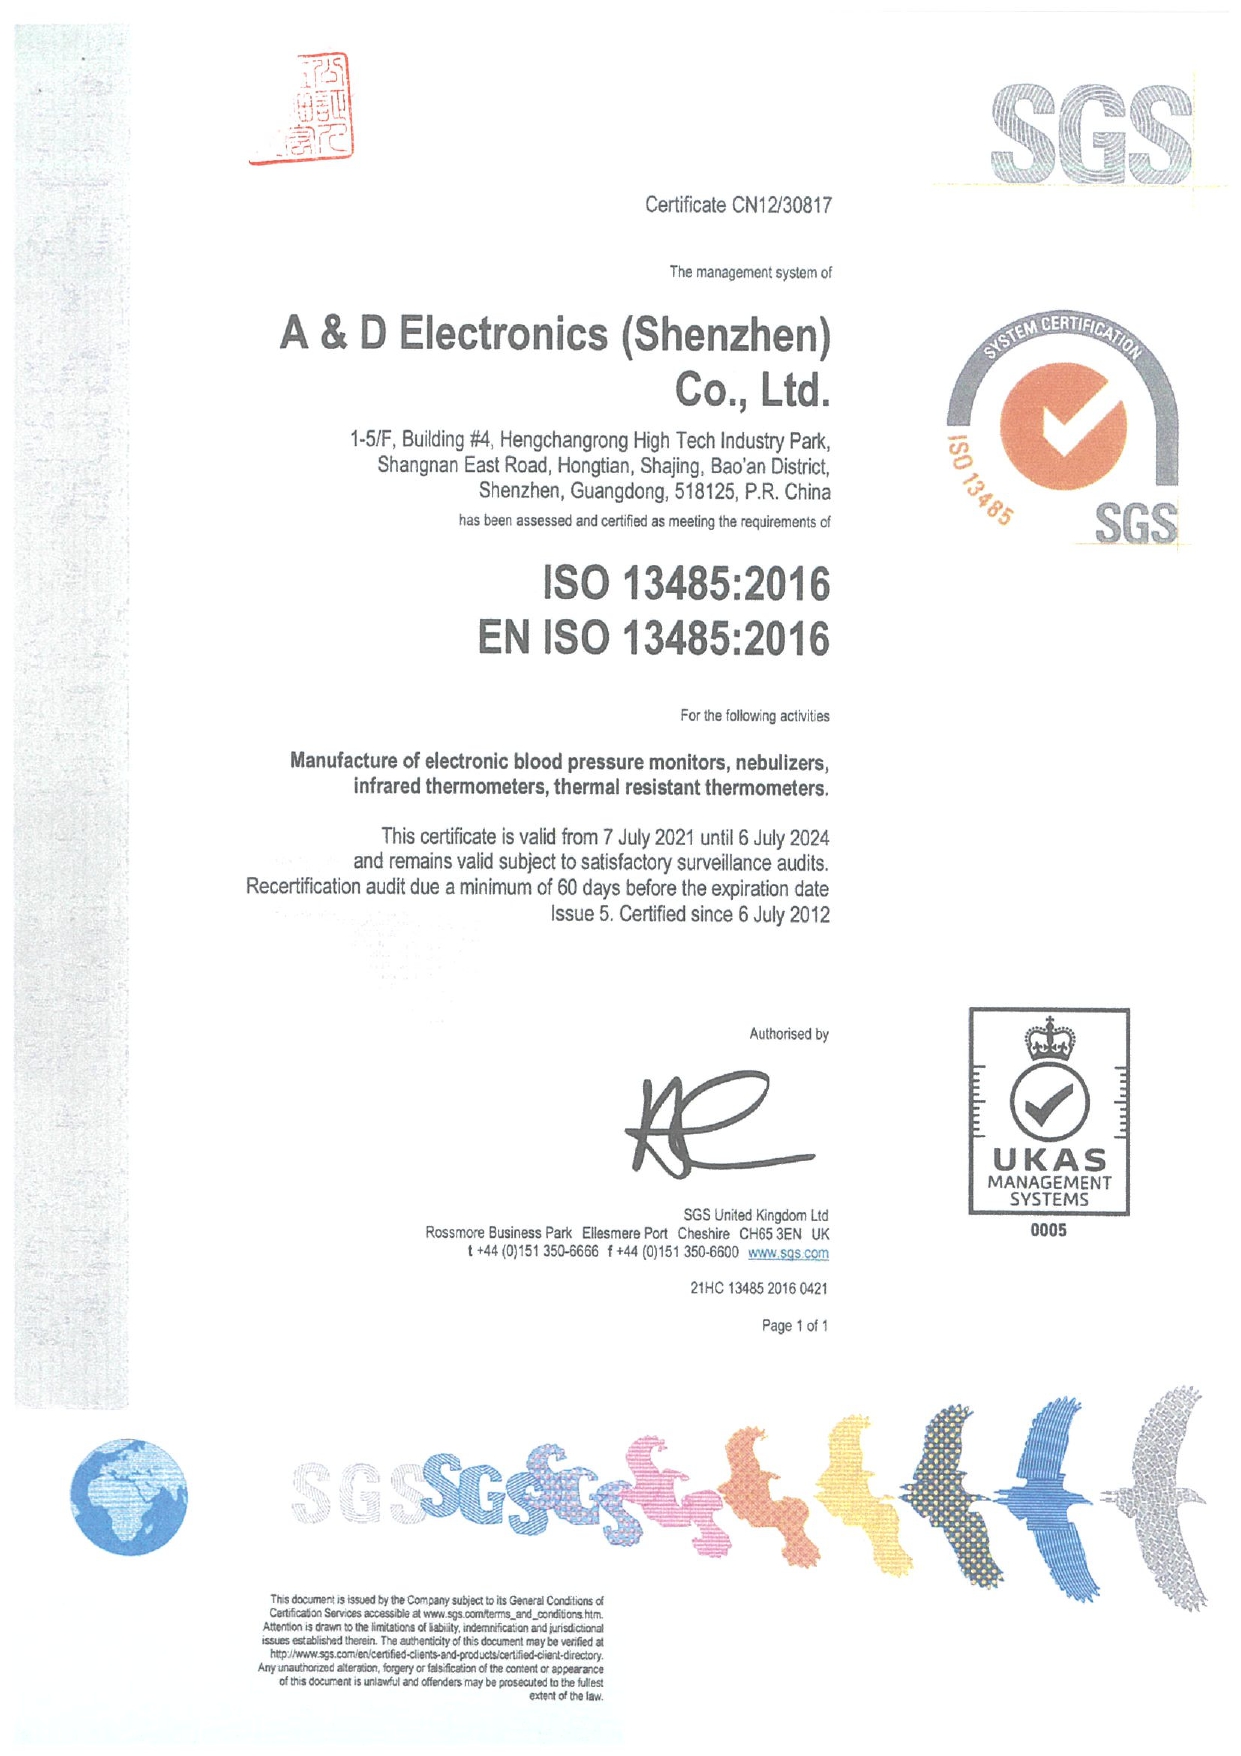 SGS
Certificate CN12/30817
The management system of
A & D Electronics (Shenzhen)
Co., Ltd.
1-5/F, Building #4, Hengchangrong High Tech Industry Park,
Shangnan East Road, Hongtian, Shajing, Bao'an District,
Shenzhen, Guangdong, 518125, P.R. China
has been assessed and certified as meeting the requirements of
SYSTEM CERTIFICATION
ISO 13485
SGS
ISO 13485:2016
EN ISO 13485:2016
For the following activities
Manufacture of electronic blood pressure monitors, nebulizers,
infrared thermometers, thermal resistant thermometers.
This certificate is valid from 7 July 2021 until 6 July 2024
and remains valid subject to satisfactory surveillance audits.
Recertification audit due a minimum of 60 days before the expiration date
Issue 5. Certified since 6 July 2012
Authorised by
UKAS
MANAGEMENT
SYSTEMS
0005
SGS United Kingdom Ltd
Rossmore Business Park Ellesmere Port Cheshire CH65 3EN UK
t +44 (0)151 350-6666 f +44 (0)151 350-6600 www.sgs.com
21HC 13485 2016 0421
Page 1 of 1
SGS SGS SGS
This document is issued by the Company subject to its General Conditions of
Certification Services accessible at www.sgs.com/terms_and_conditions.htm.
Attention is drawn to the limitations of liability, indemnification and jurisdictional
issues established therein. The authenticity of this document may be verified at
http://www.sgs.com/en/certified-clients-and-products/certified-client-directory.
Any unauthorized alteration, forgery or falsification of the content or appearance
of this document is unlawful and offenders may be prosecuted to the fullest
extent of the law.